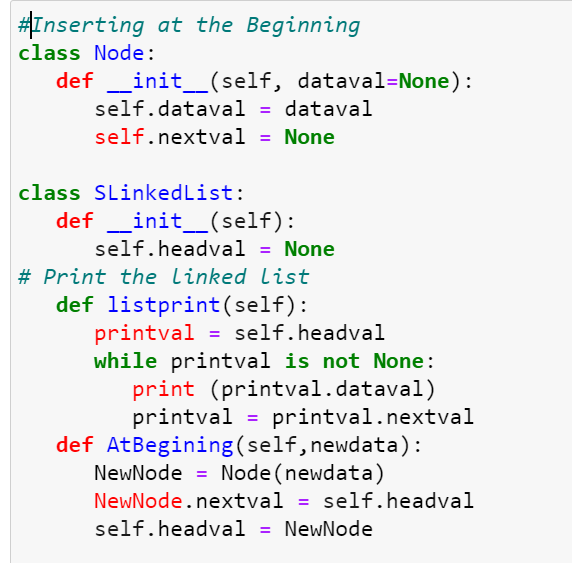 #Inserting at the Beginning
class Node:
   def __init__(self, dataval=None):
      self.dataval = dataval
      self.nextval = None

class SLinkedList:
   def __init__(self):
      self.headval = None
# Print the linked list
   def listprint(self):
      printval = self.headval
      while printval is not None:
         print (printval.dataval)
         printval = printval.nextval
   def AtBegining(self,newdata):
      NewNode = Node(newdata)
      NewNode.nextval = self.headval
      self.headval = NewNode